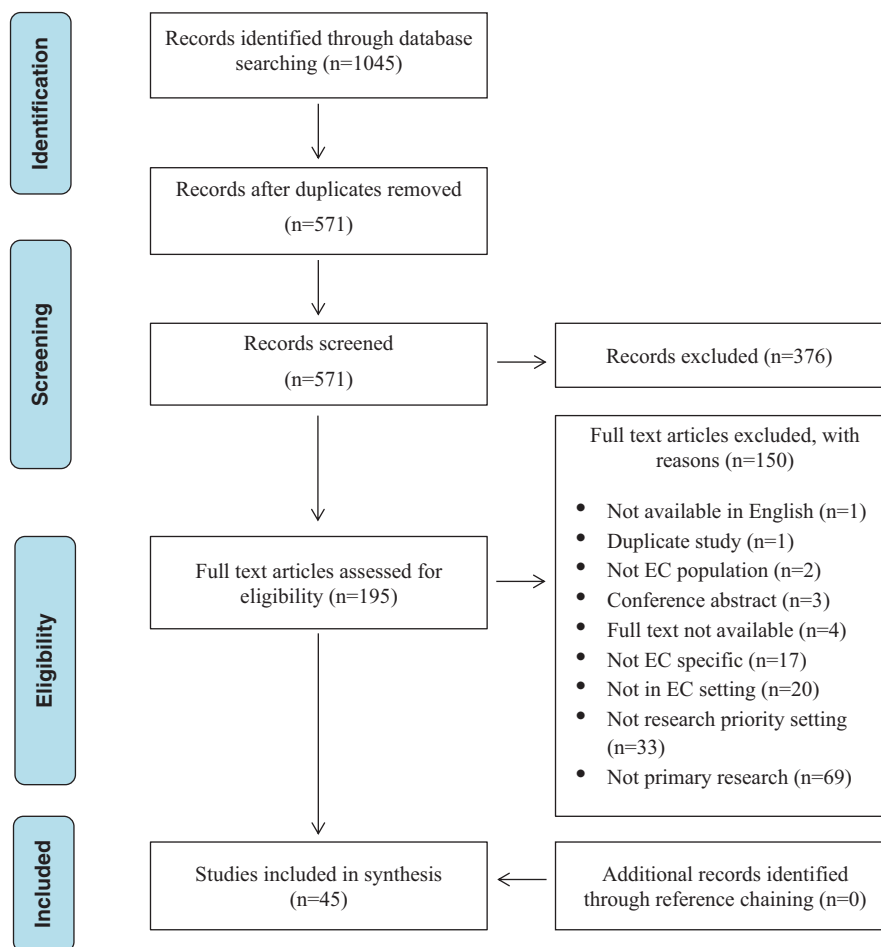 Identification
Records identified through database
searching (n=1045)
Records after duplicates removed
(n=571)
Screening
Records screened
(n=571)
Records excluded (n=376)
Eligibility
Full text articles assessed for
eligibility (n=195)
Full text articles excluded, with
reasons (n=150)
• Not available in English (n=1)
• Duplicate study (n=1)
• Not EC population (n=2)
• Conference abstract (n=3)
• Full text not available (n=4)
• Not EC specific (n=17)
• Not in EC setting (n=20)
• Not research priority setting
(n=33)
• Not primary research (n=69)
Included
Studies included in synthesis
(n=45)
Additional records identified
through reference chaining (n=0)